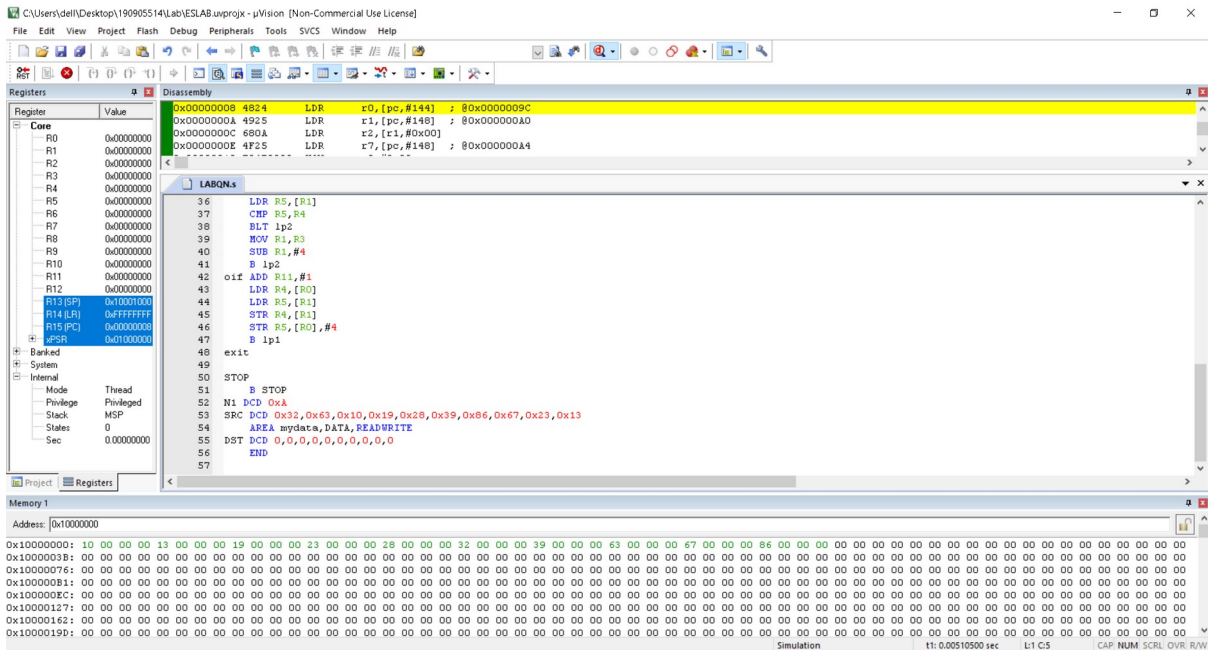 C:\Users\dell\Desktop\190905514\Lab\ESLAB.uvprojx - µVision [Non-Commercial Use License]
File Edit View Project Flash Debug Peripherals Tools SVCS Window Help
RST
Registers
Register Value
Core
R0 0x00000000
R1 0x00000000
R2 0x00000000
R3 0x00000000
R4 0x00000000
R5 0x00000000
R6 0x00000000
R7 0x00000000
R8 0x00000000
R9 0x00000000
R10 0x00000000
R11 0x00000000
R12 0x00000000
R13 (SP) 0x10001000
R14 (LR) 0xFFFFFFFF
R15 (PC) 0x00000008
xPSR 0x01000000
Banked
System
Internal
Mode Thread
Privilege Privileged
Stack MSP
States 0
Sec 0.00000000
Project Registers
Disassembly
0x00000008 4824 LDR r0,[pc,#144] ; @0x0000009C
0x0000000A 4925 LDR r1,[pc,#148] ; @0x000000A0
0x0000000C 680A LDR r2,[r1,#0x00]
0x0000000E 4F25 LDR r7,[pc,#148] ; @0x000000A4
LABQN.s
36 LDR R5,[R1]
37 CMP R5,R4
38 BLT lp2
39 MOV R1,R3
40 SUB R1,#4
41 B lp2
42 oif ADD R11,#1
43 LDR R4,[R0]
44 LDR R5,[R1]
45 STR R4,[R1]
46 STR R5,[R0],#4
47 B lp1
48 exit
49
50 STOP
51 B STOP
52 N1 DCD 0xA
53 SRC DCD 0x32,0x63,0x10,0x19,0x28,0x39,0x86,0x67,0x23,0x13
54 AREA mydata,DATA,READWRITE
55 DST DCD 0,0,0,0,0,0,0,0,0,0
56 END
57
Memory 1
Address: 0x10000000
0x10000000: 10 00 00 00 13 00 00 00 19 00 00 00 23 00 00 00 28 00 00 00 32 00 00 00 39 00 00 00 63 00 00 00 67 00 00 00 86 00 00 00 00 00 00 00 00 00 00 00 00 00 00 00 00 00 00 00 00 00 00
0x1000003B: 00 00 00 00 00 00 00 00 00 00 00 00 00 00 00 00 00 00 00 00 00 00 00 00 00 00 00 00 00 00 00 00 00 00 00 00 00 00 00 00 00 00 00 00 00 00 00 00 00 00 00 00 00 00 00 00 00 00 00
0x10000076: 00 00 00 00 00 00 00 00 00 00 00 00 00 00 00 00 00 00 00 00 00 00 00 00 00 00 00 00 00 00 00 00 00 00 00 00 00 00 00 00 00 00 00 00 00 00 00 00 00 00 00 00 00 00 00 00 00 00 00
0x100000B1: 00 00 00 00 00 00 00 00 00 00 00 00 00 00 00 00 00 00 00 00 00 00 00 00 00 00 00 00 00 00 00 00 00 00 00 00 00 00 00 00 00 00 00 00 00 00 00 00 00 00 00 00 00 00 00 00 00 00 00
0x100000EC: 00 00 00 00 00 00 00 00 00 00 00 00 00 00 00 00 00 00 00 00 00 00 00 00 00 00 00 00 00 00 00 00 00 00 00 00 00 00 00 00 00 00 00 00 00 00 00 00 00 00 00 00 00 00 00 00 00 00 00
0x10000127: 00 00 00 00 00 00 00 00 00 00 00 00 00 00 00 00 00 00 00 00 00 00 00 00 00 00 00 00 00 00 00 00 00 00 00 00 00 00 00 00 00 00 00 00 00 00 00 00 00 00 00 00 00 00 00 00 00 00 00
0x10000162: 00 00 00 00 00 00 00 00 00 00 00 00 00 00 00 00 00 00 00 00 00 00 00 00 00 00 00 00 00 00 00 00 00 00 00 00 00 00 00 00 00 00 00 00 00 00 00 00 00 00 00 00 00 00 00 00 00 00 00
0x1000019D: 00 00 00 00 00 00 00 00 00 00 00 00 00 00 00 00 00 00 00 00 00 00 00 00 00 00 00 00 00 00 00 00 00 00 00 00 00 00 00 00 00 00 00 00 00 00 00 00 00 00 00 00 00 00 00 00 00 00 00
Simulation t1: 0.00510500 sec L:1 C:5 CAP NUM SCRL OVR R/W